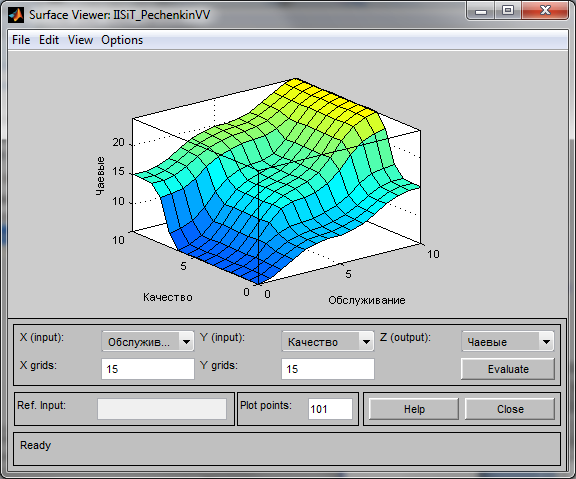 Surface Viewer: IISiT_PechenkinVV
File Edit View Options
20
15
10
Чаевые
10
5
0
Качество
0
5
10
Обслуживание
X (input): Обслужив... Y (input): Качество Z (output): Чаевые
X grids: 15 Y grids: 15 Evaluate
Ref. Input: Plot points: 101 Help Close
Ready